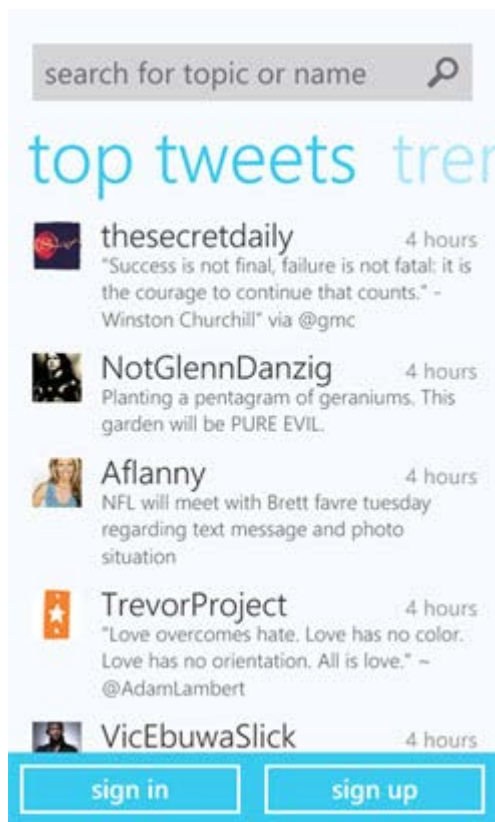 search for topic or name
top tweets tren
thesecretdaily 4 hours
"Success is not final, failure is not fatal: it is
the courage to continue that counts." -
Winston Churchill" via @gmc
NotGlennDanzig 4 hours
Planting a pentagram of geraniums. This
garden will be PURE EVIL.
Aflanny 4 hours
NFL will meet with Brett favre tuesday
regarding text message and photo
situation
TrevorProject 4 hours
"Love overcomes hate. Love has no color.
Love has no orientation. All is love." ~
@AdamLambert
VicEbuwaSlick 4 hours
sign in sign up